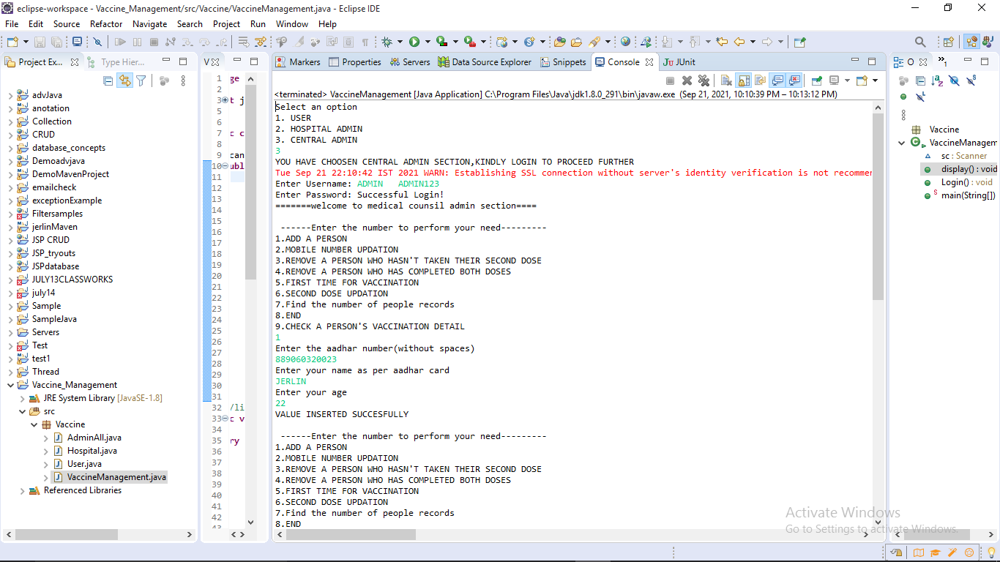 eclipse-workspace - Vaccine_Management/src/Vaccine/VaccineManagement.java - Eclipse IDE
File Edit Source Refactor Navigate Search Project Run Window Help
Project Ex... Type Hier...
V
Markers Properties Servers Data Source Explorer Snippets Console JUnit
O
»1
<terminated> VaccineManagement [Java Application] C:\Program Files\Java\jdk1.8.0_291\bin\javaw.exe (Sep 21, 2021, 10:10:39 PM – 10:13:12 PM)
advJava
anotation
Collection
CRUD
database_concepts
Demoadvjava
DemoMavenProject
emailcheck
exceptionExample
Filtersamples
jerlinMaven
JSP CRUD
JSP_tryouts
JSPdatabase
JULY13CLASSWORKS
july14
Sample
SampleJava
Servers
Test
test1
Thread
Vaccine_Management
JRE System Library [JavaSE-1.8]
src
Vaccine
AdminAll.java
Hospital.java
User.java
VaccineManagement.java
Referenced Libraries
1 ge
2
3 t j
5
6
7 c c
8
9 can
10 ubl
11
12
13
14
15
16
17
18
19
20
21
22
23
24
25
26
27
28
29
30
31
32 /li
33 c v
34
35 ry
36
37
38
39
40
41
42
43
Select an option
1. USER
2. HOSPITAL ADMIN
3. CENTRAL ADMIN
3
YOU HAVE CHOOSEN CENTRAL ADMIN SECTION,KINDLY LOGIN TO PROCEED FURTHER
Tue Sep 21 22:10:42 IST 2021 WARN: Establishing SSL connection without server's identity verification is not recommen
Enter Username: ADMIN ADMIN123
Enter Password: Successful Login!
=======welcome to medical counsil admin section====
------Enter the number to perform your need---------
1.ADD A PERSON
2.MOBILE NUMBER UPDATION
3.REMOVE A PERSON WHO HASN'T TAKEN THEIR SECOND DOSE
4.REMOVE A PERSON WHO HAS COMPLETED BOTH DOSES
5.FIRST TIME FOR VACCINATION
6.SECOND DOSE UPDATION
7.Find the number of people records
8.END
9.CHECK A PERSON'S VACCINATION DETAIL
1
Enter the aadhar number(without spaces)
889060320023
Enter your name as per aadhar card
JERLIN
Enter your age
22
VALUE INSERTED SUCCESFULLY
------Enter the number to perform your need---------
1.ADD A PERSON
2.MOBILE NUMBER UPDATION
3.REMOVE A PERSON WHO HASN'T TAKEN THEIR SECOND DOSE
4.REMOVE A PERSON WHO HAS COMPLETED BOTH DOSES
5.FIRST TIME FOR VACCINATION
6.SECOND DOSE UPDATION
7.Find the number of people records
8.END
Vaccine
VaccineManagem
sc : Scanner
display() : void
Login() : void
main(String[])
Activate Windows
Go to Settings to activate Windows.